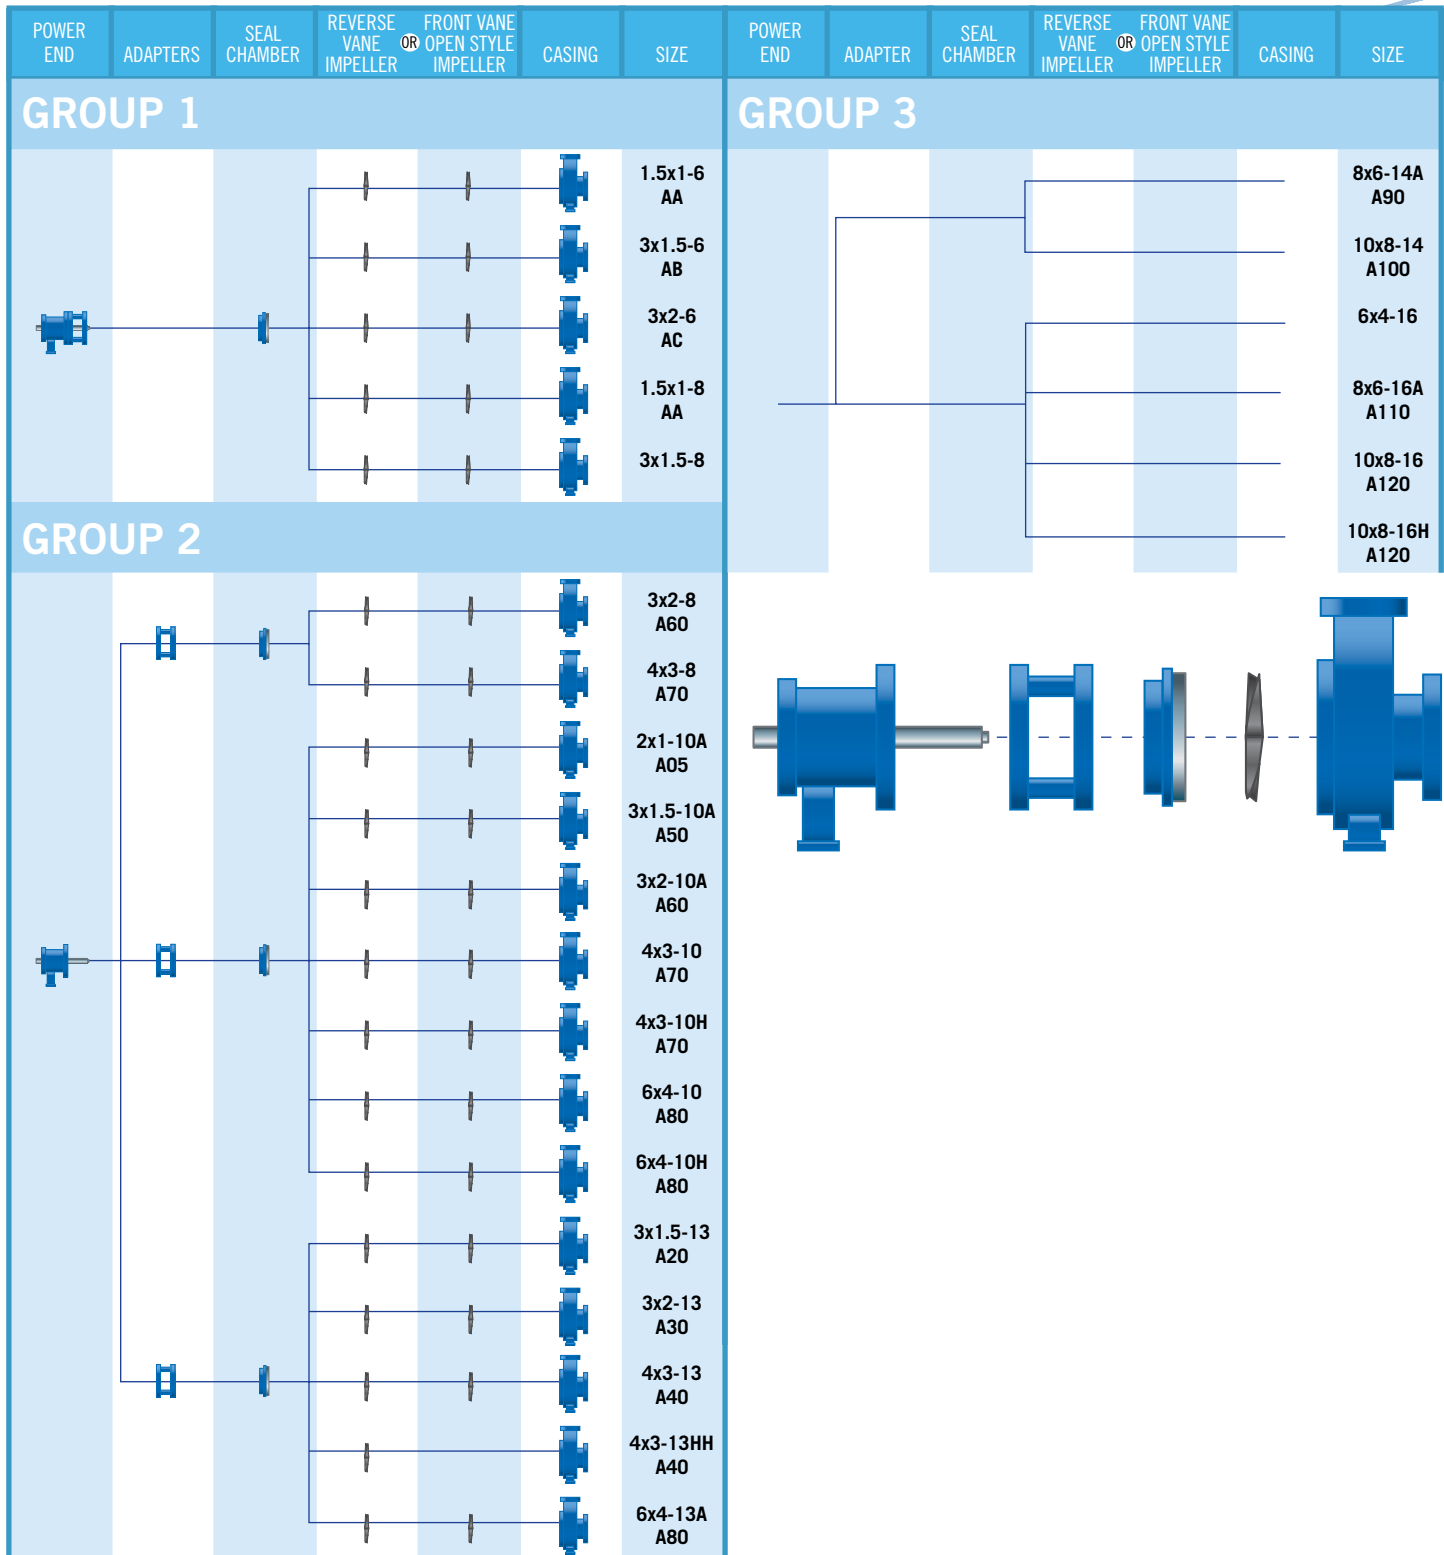 POWER
END
ADAPTERS
SEAL
CHAMBER
REVERSE
VANE
IMPELLER
OR
FRONT VANE
OPEN STYLE
IMPELLER
CASING
SIZE
GROUP 1
1.5x1-6
AA
3x1.5-6
AB
3x2-6
AC
1.5x1-8
AA
3x1.5-8
GROUP 2
3x2-8
A60
4x3-8
A70
2x1-10A
A05
3x1.5-10A
A50
3x2-10A
A60
4x3-10
A70
4x3-10H
A70
6x4-10
A80
6x4-10H
A80
3x1.5-13
A20
3x2-13
A30
4x3-13
A40
4x3-13HH
A40
6x4-13A
A80
POWER
END
ADAPTER
SEAL
CHAMBER
REVERSE
VANE
IMPELLER
OR
FRONT VANE
OPEN STYLE
IMPELLER
CASING
SIZE
GROUP 3
8x6-14A
A90
10x8-14
A100
6x4-16
8x6-16A
A110
10x8-16
A120
10x8-16H
A120